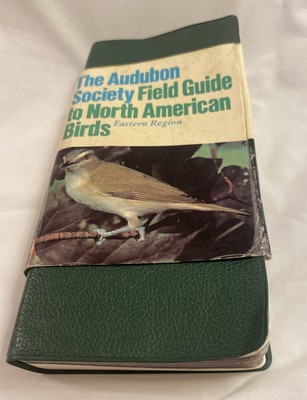 The Audubon
Society Field Guide
to North American
Birds Eastern Region